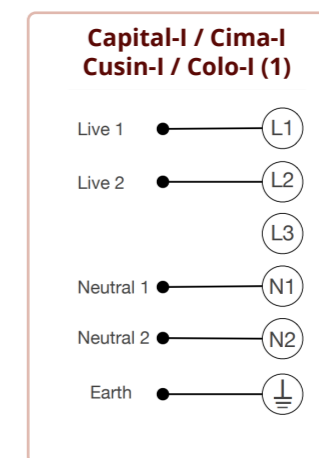 Capital-I / Cima-I
Cusin-I / Colo-I (1)
Live 1 L1
Live 2 L2
L3
Neutral 1 N1
Neutral 2 N2
Earth